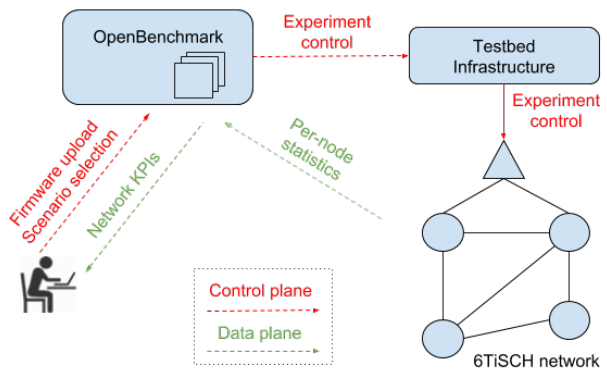 OpenBenchmark
Experiment
control
Testbed
Infrastructure
Experiment
control
Firmware upload
Scenario selection
Network KPIs
Per-node
statistics
Control plane
Data plane
6TiSCH network